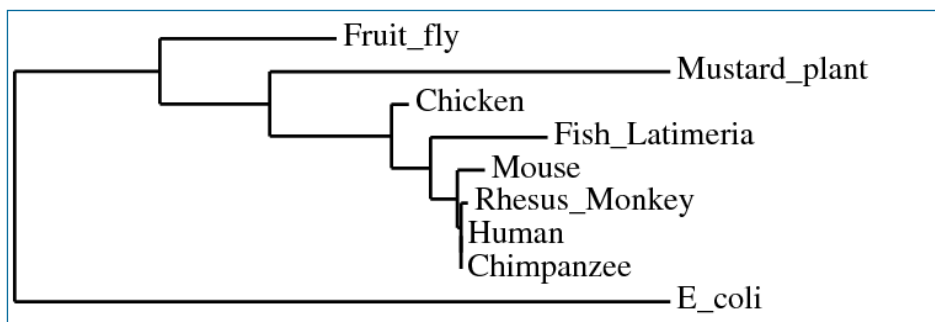 Fruit_fly
Mustard_plant
Chicken
Fish_Latimeria
Mouse
Rhesus_Monkey
Human
Chimpanzee
E_coli